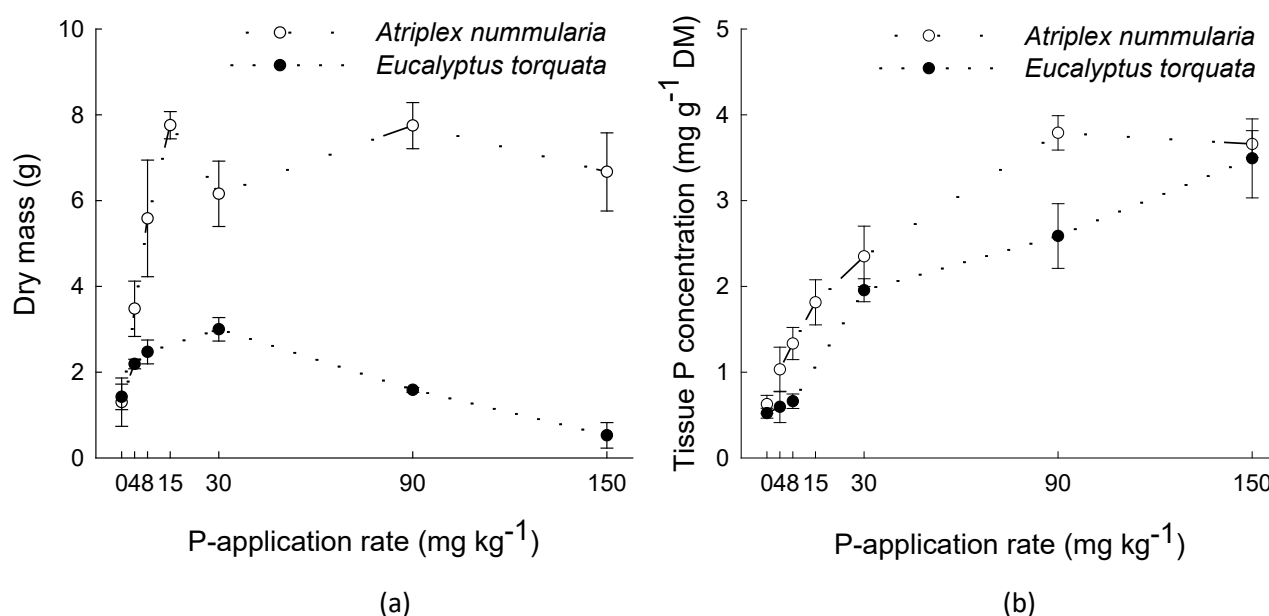 10
8
6
4
2
0
Dry mass (g)
Atriplex nummularia
Eucalyptus torquata
048 15 30 90 150
P-application rate (mg kg-1)
(a)
5
4
3
2
1
0
Tissue P concentration (mg g-1 DM)
Atriplex nummularia
Eucalyptus torquata
048 15 30 90 150
P-application rate (mg kg-1)
(b)